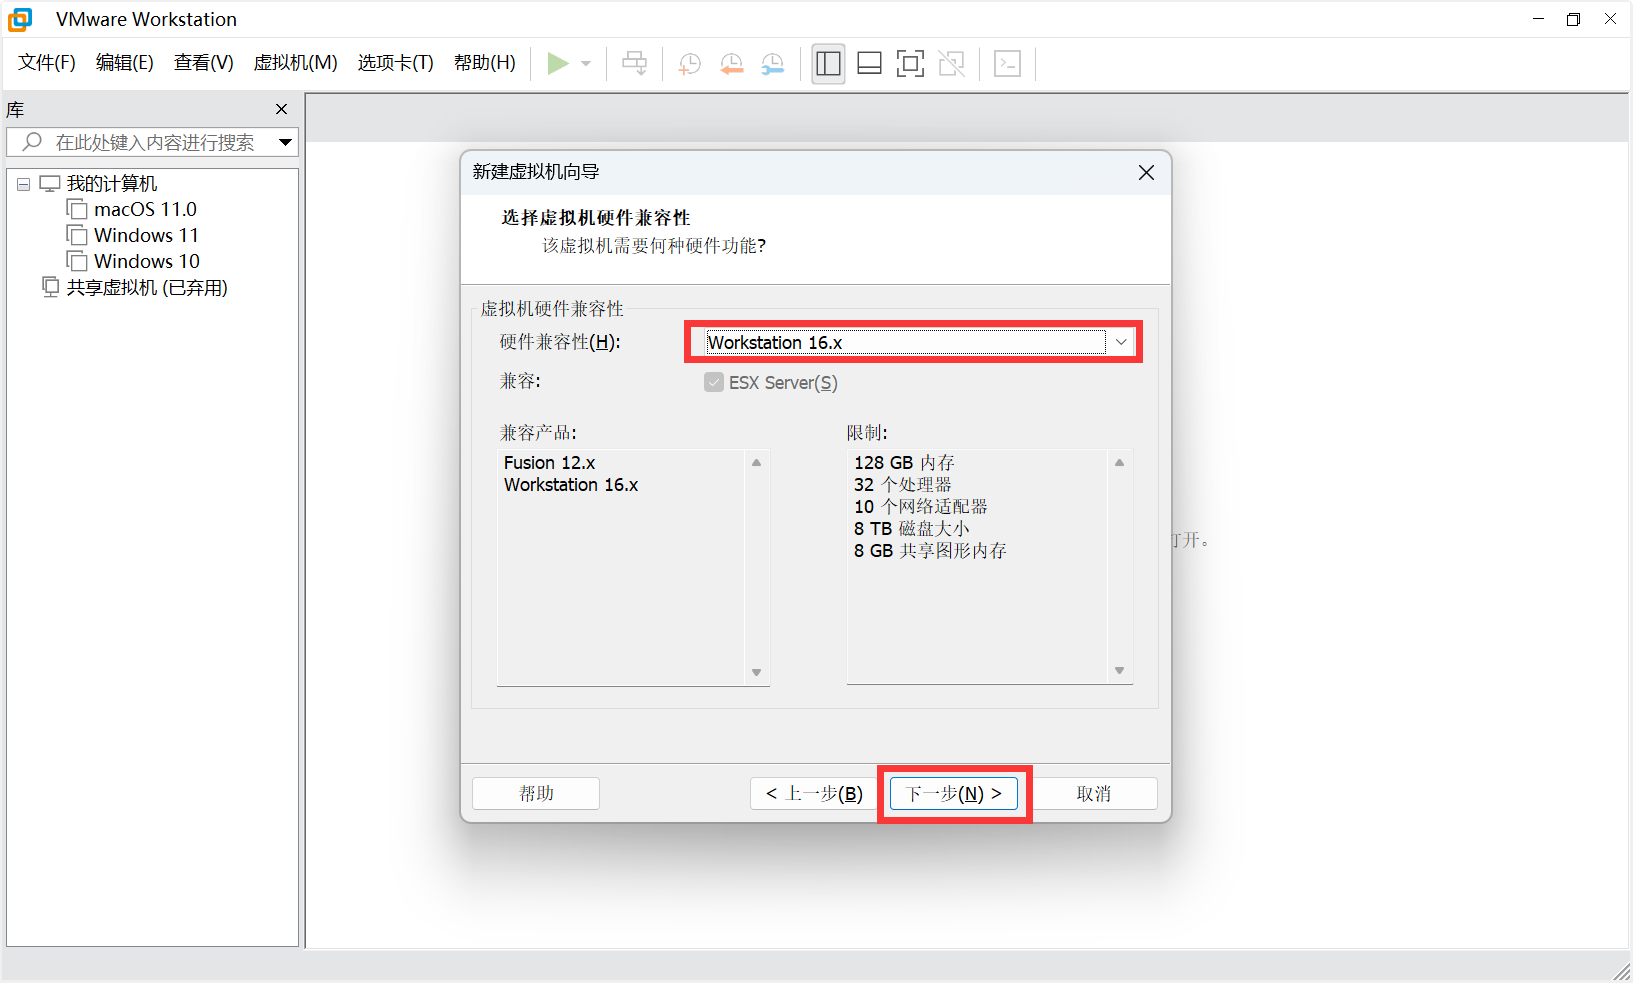 VMware Workstation
文件(F) 编辑(E) 查看(V) 虚拟机(M) 选项卡(T) 帮助(H)
库
在此处键入内容进行搜索
我的计算机
macOS 11.0
Windows 11
Windows 10
共享虚拟机 (已弃用)
新建虚拟机向导
选择虚拟机硬件兼容性
该虚拟机需要何种硬件功能?
虚拟机硬件兼容性
硬件兼容性(H): Workstation 16.x
兼容: ESX Server(S)
兼容产品:
Fusion 12.x
Workstation 16.x
限制:
128 GB 内存
32 个处理器
10 个网络适配器
8 TB 磁盘大小
8 GB 共享图形内存
打开。
帮助 < 上一步(B) 下一步(N) > 取消